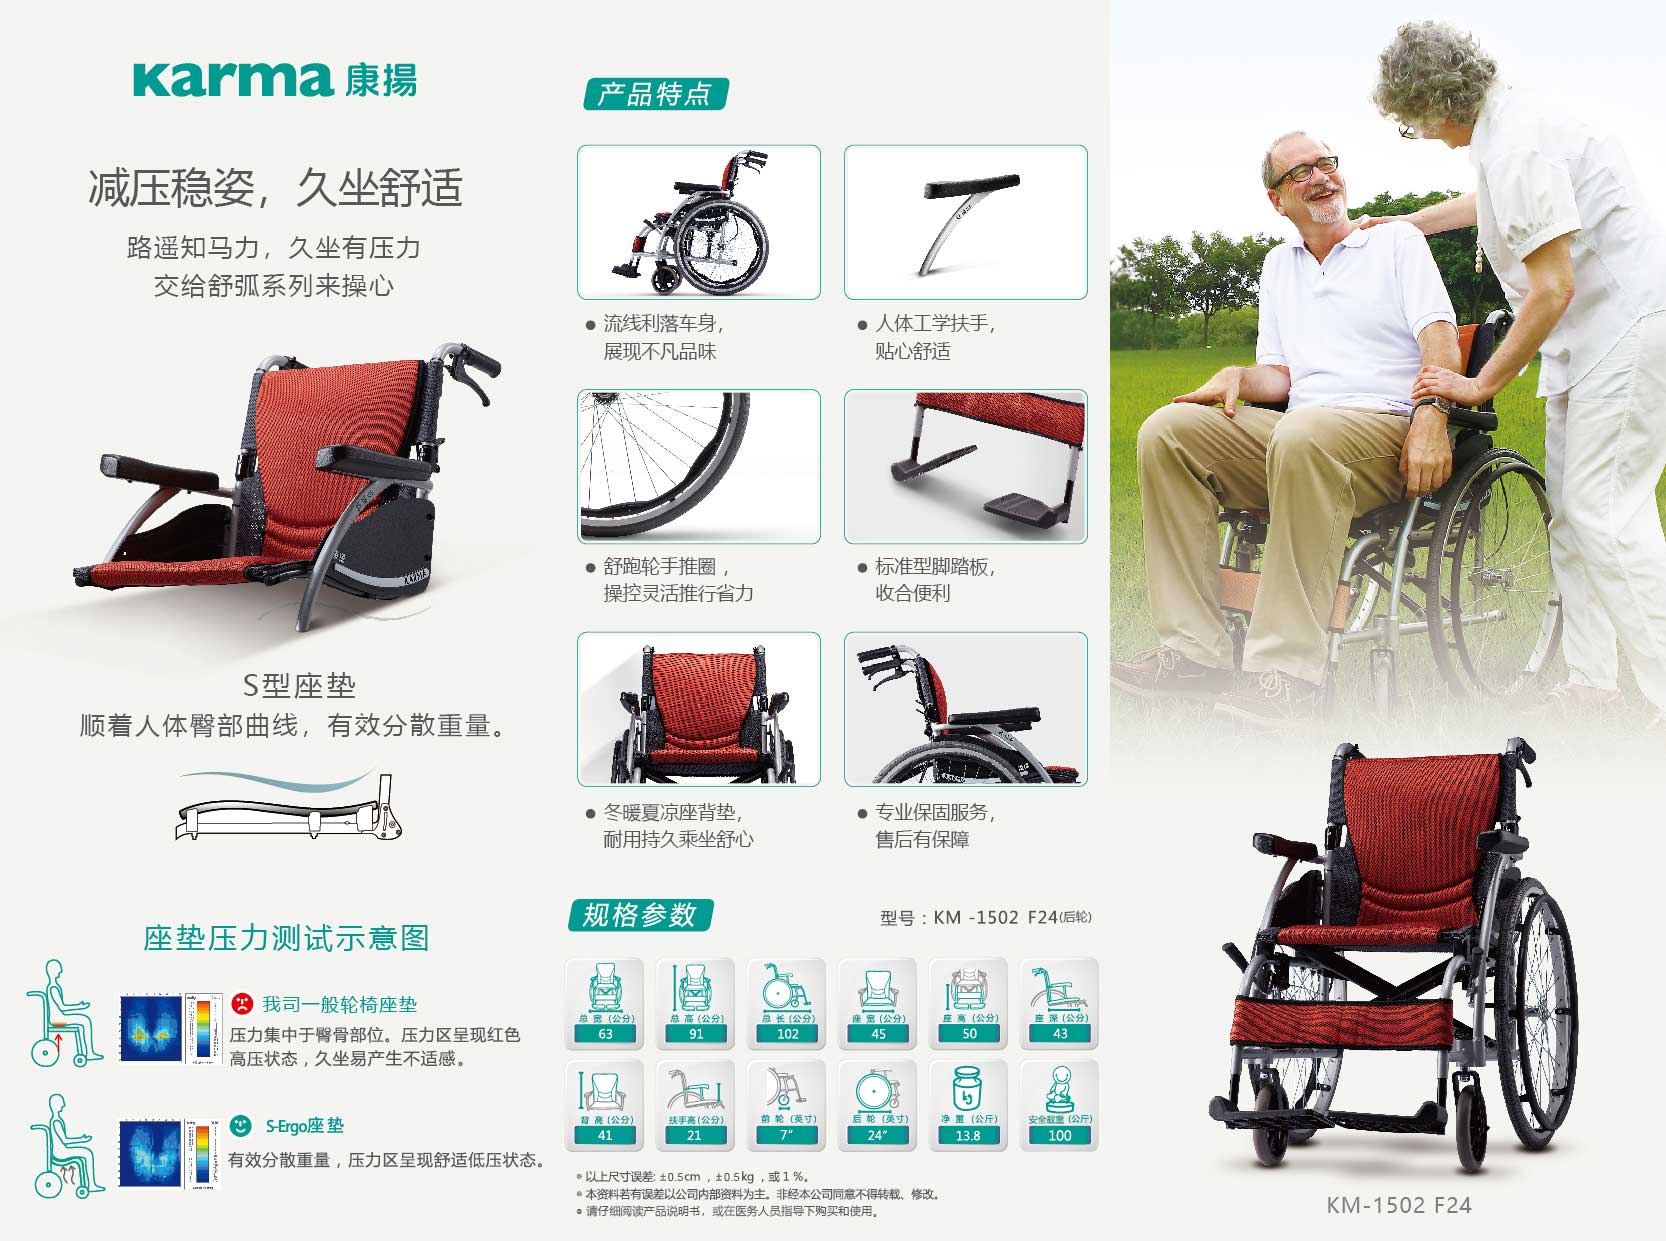 Karma 康揚
减压稳姿，久坐舒适
路遥知马力，久坐有压力
交给舒弧系列来操心
S型座垫
顺着人体臀部曲线，有效分散重量。
座垫压力测试示意图
我司一般轮椅座垫
压力集中于臀骨部位。压力区呈现红色
高压状态，久坐易产生不适感。
S-Ergo座垫
有效分散重量，压力区呈现舒适低压状态。
产品特点
● 流线利落车身，
展现不凡品味
● 人体工学扶手，
贴心舒适
● 舒跑轮手推圈，
操控灵活推行省力
● 标准型脚踏板，
收合便利
● 冬暖夏凉座背垫，
耐用持久乘坐舒心
● 专业保固服务，
售后有保障
规格参数
型号：KM -1502 F24(后轮)
总 宽 (公分)
63
总 高 (公分)
91
总 长 (公分)
102
座 宽 (公分)
45
座 高 (公分)
50
座 深 (公分)
43
背 高 (公分)
41
扶手高(公分)
21
前 轮 (英寸)
7"
后 轮 (英寸)
24"
kg
净 重 (公斤)
13.8
安全载重 (公斤)
100
以上尺寸误差: ±0.5cm ，±0.5kg ，或1 %。
本资料若有误差以公司内部资料为主。非经本公司同意不得转载、修改。
请仔细阅读产品说明书，或在医务人员指导下购买和使用。
KM-1502 F24